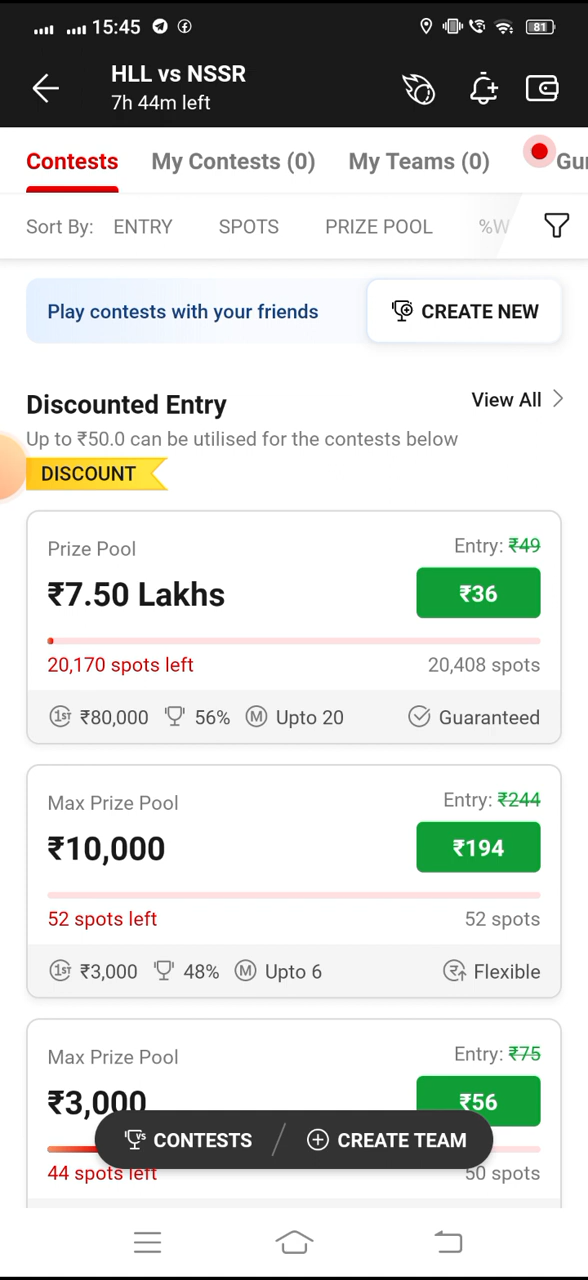 15:45
81
HLL vs NSSR
7h 44m left
Contests My Contests (0) My Teams (0) Gu
Sort By: ENTRY SPOTS PRIZE POOL %W
Play contests with your friends CREATE NEW
Discounted Entry View All
Up to ₹50.0 can be utilised for the contests below
DISCOUNT
Prize Pool Entry: ₹49
₹7.50 Lakhs ₹36
20,170 spots left 20,408 spots
1ST ₹80,000 56% M Upto 20 Guaranteed
Max Prize Pool Entry: ₹244
₹10,000 ₹194
52 spots left 52 spots
1ST ₹3,000 48% M Upto 6 Flexible
Max Prize Pool Entry: ₹75
₹3,000 ₹56
VS CONTESTS CREATE TEAM
44 spots left 50 spots